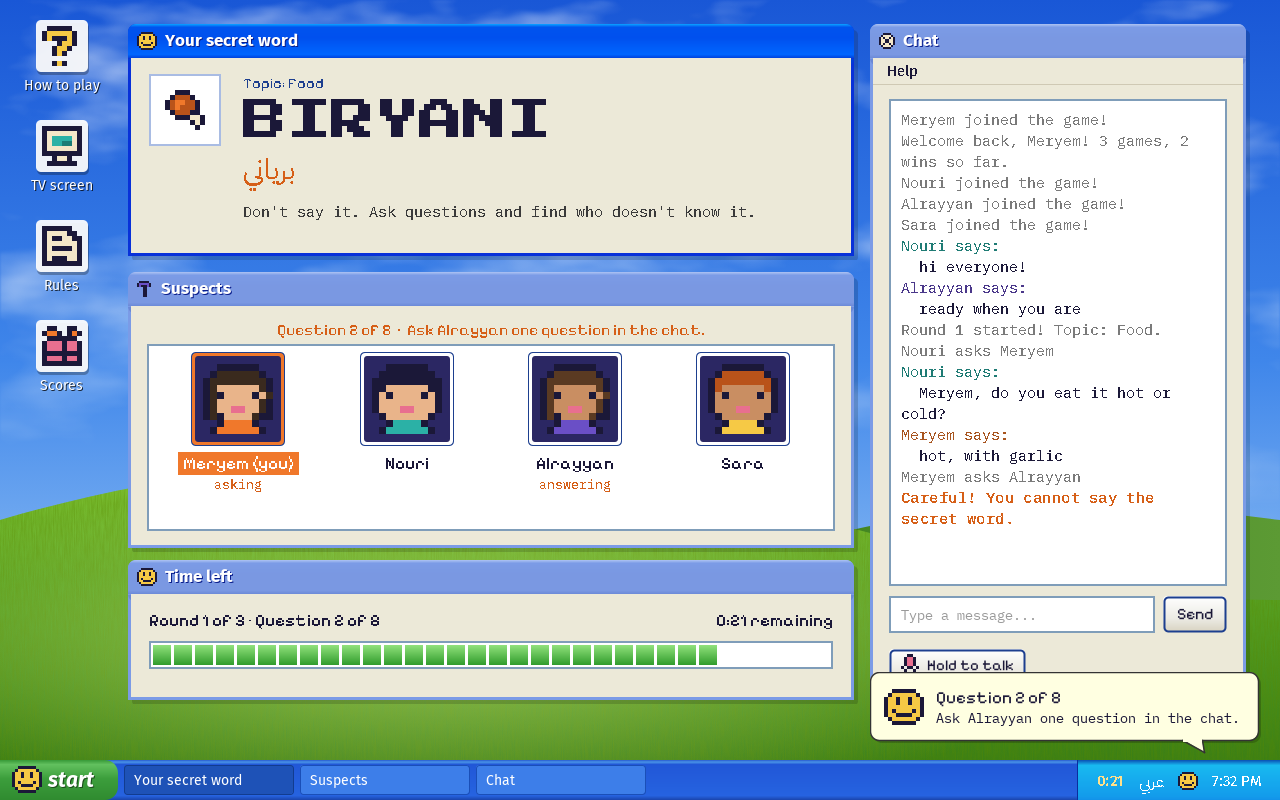 How to play
TV screen
Rules
Scores
Your secret word
Topic: Food
BIRYANI
برياني
Don't say it. Ask questions and find who doesn't know it.
Suspects
Question 2 of 8 · Ask Alrayyan one question in the chat.
Meryem (you)
asking
Nouri
Alrayyan
answering
Sara
Time left
Round 1 of 3 · Question 2 of 8
0:21 remaining
Chat
Help
Meryem joined the game!
Welcome back, Meryem! 3 games, 2
wins so far.
Nouri joined the game!
Alrayyan joined the game!
Sara joined the game!
Nouri says:
hi everyone!
Alrayyan says:
ready when you are
Round 1 started! Topic: Food.
Nouri asks Meryem
Nouri says:
Meryem, do you eat it hot or
cold?
Meryem says:
hot, with garlic
Meryem asks Alrayyan
Careful! You cannot say the
secret word.
Type a message...
Send
Hold to talk
Question 2 of 8
Ask Alrayyan one question in the chat.
start
Your secret word
Suspects
Chat
0:21
عربي
7:32 PM